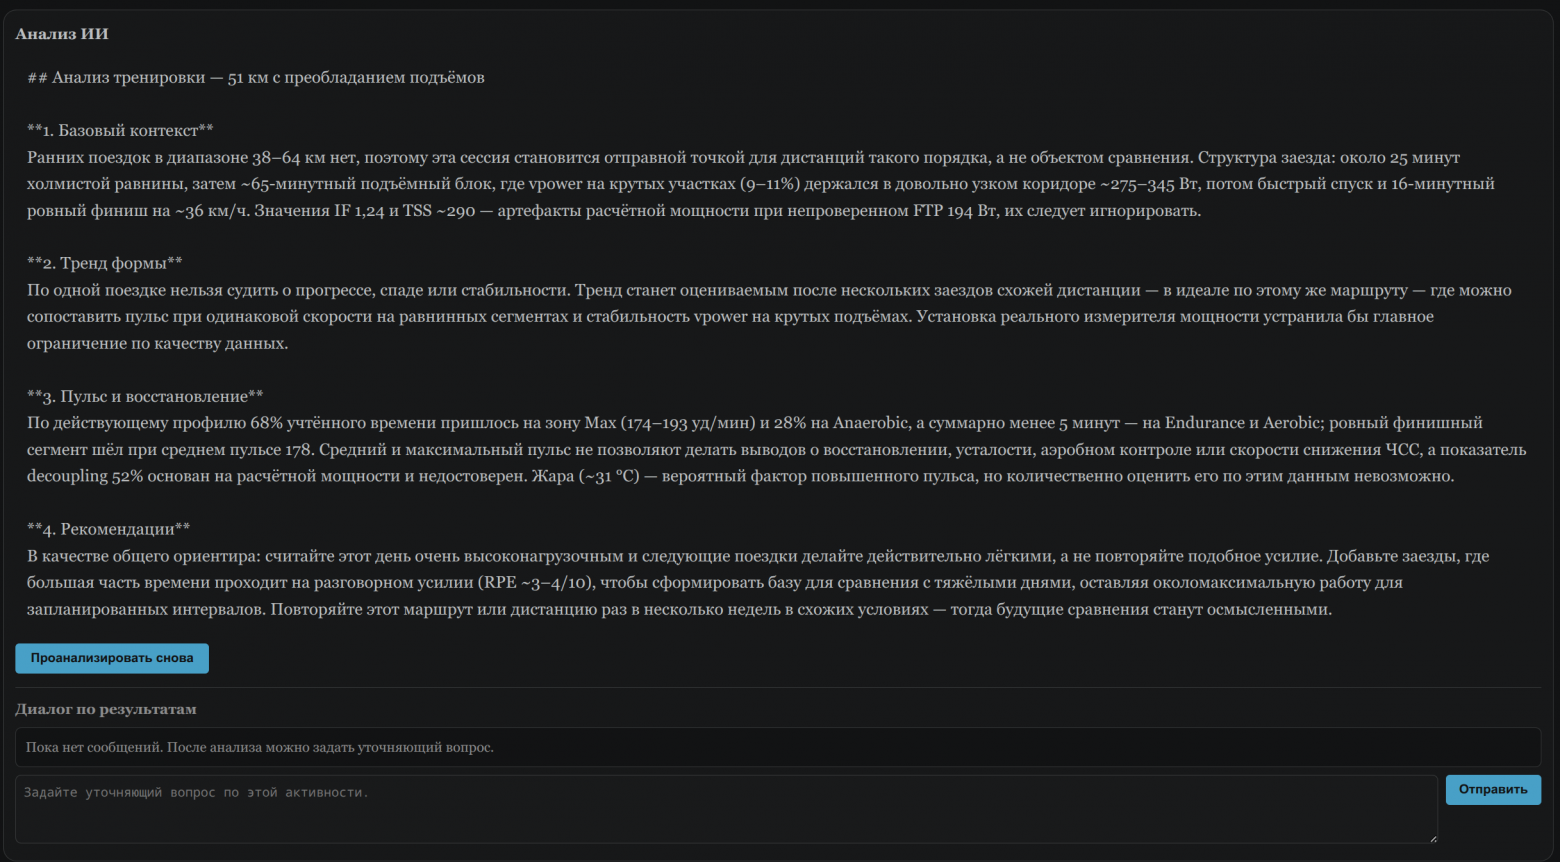 Анализ ИИ
## Анализ тренировки — 51 км с преобладанием подъёмов
**1. Базовый контекст**
Ранних поездок в диапазоне 38–64 км нет, поэтому эта сессия становится отправной точкой для дистанций такого порядка, а не объектом сравнения. Структура заезда: около 25 минут
холмистой равнины, затем ~65-минутный подъёмный блок, где vpower на крутых участках (9–11%) держался в довольно узком коридоре ~275–345 Вт, потом быстрый спуск и 16-минутный
ровный финиш на ~36 км/ч. Значения IF 1,24 и TSS ~290 — артефакты расчётной мощности при непроверенном FTP 194 Вт, их следует игнорировать.
**2. Тренд формы**
По одной поездке нельзя судить о прогрессе, спаде или стабильности. Тренд станет оцениваемым после нескольких заездов схожей дистанции — в идеале по этому же маршруту — где можно
сопоставить пульс при одинаковой скорости на равнинных сегментах и стабильность vpower на крутых подъёмах. Установка реального измерителя мощности устранила бы главное
ограничение по качеству данных.
**3. Пульс и восстановление**
По действующему профилю 68% учтённого времени пришлось на зону Max (174–193 уд/мин) и 28% на Anaerobic, а суммарно менее 5 минут — на Endurance и Aerobic; ровный финишный
сегмент шёл при среднем пульсе 178. Средний и максимальный пульс не позволяют делать выводов о восстановлении, усталости, аэробном контроле или скорости снижения ЧСС, а показатель
decoupling 52% основан на расчётной мощности и недостоверен. Жара (~31 °C) — вероятный фактор повышенного пульса, но количественно оценить его по этим данным невозможно.
**4. Рекомендации**
В качестве общего ориентира: считайте этот день очень высоконагрузочным и следующие поездки делайте действительно лёгкими, а не повторяйте подобное усилие. Добавьте заезды, где
большая часть времени проходит на разговорном усилии (RPE ~3–4/10), чтобы сформировать базу для сравнения с тяжёлыми днями, оставляя околомаксимальную работу для
запланированных интервалов. Повторяйте этот маршрут или дистанцию раз в несколько недель в схожих условиях — тогда будущие сравнения станут осмысленными.
Проанализировать снова
Диалог по результатам
Пока нет сообщений. После анализа можно задать уточняющий вопрос.
Задайте уточняющий вопрос по этой активности.
Отправить